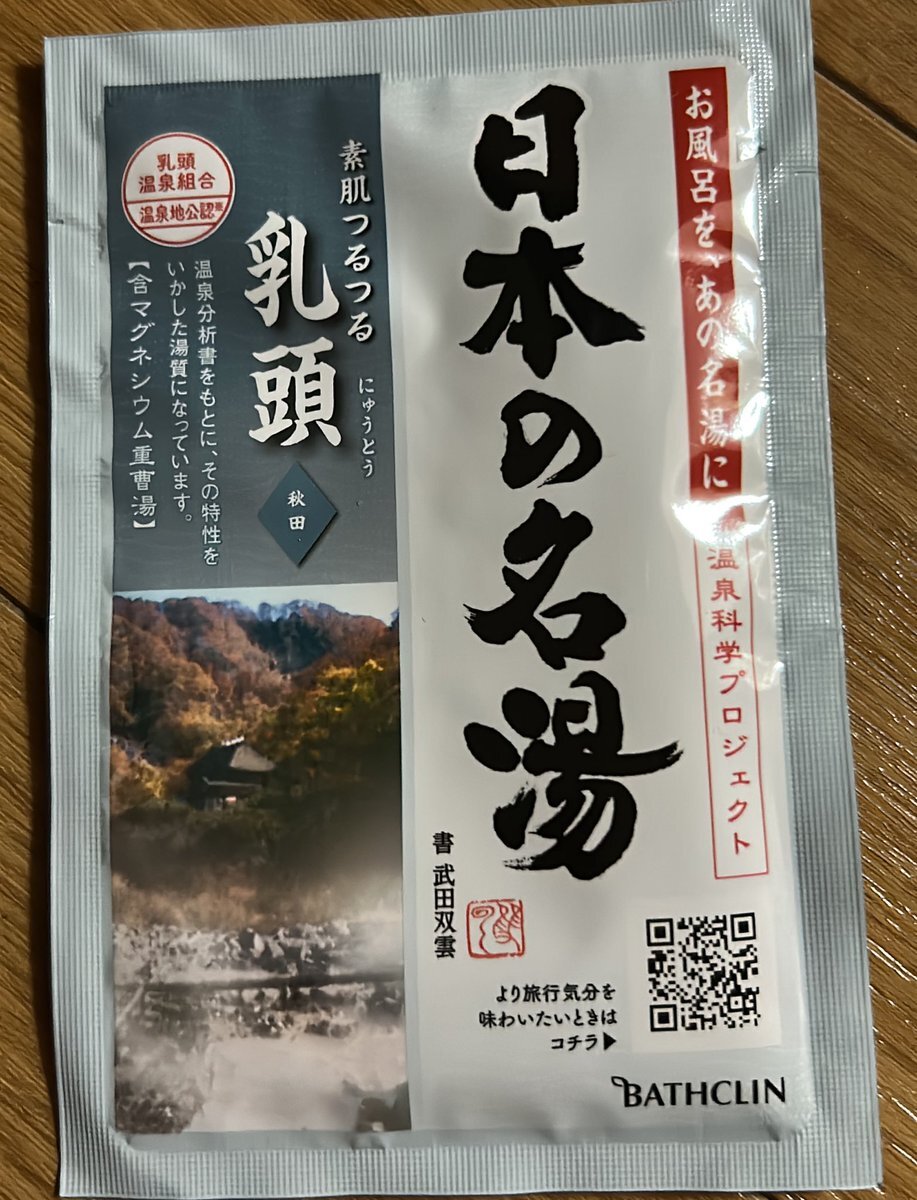 お風呂を、あの名湯に
温泉科学プロジェクト
日本の名湯
書 武田双雲
素肌つるつる
乳頭
にゅうとう
秋田
乳頭
温泉組合
温泉地公認※
温泉分析書をもとに、その特性を
いかした湯質になっています。
【含マグネシウム重曹湯】
より旅行気分を
味わいたいときは
コチラ▶
BATHCLIN